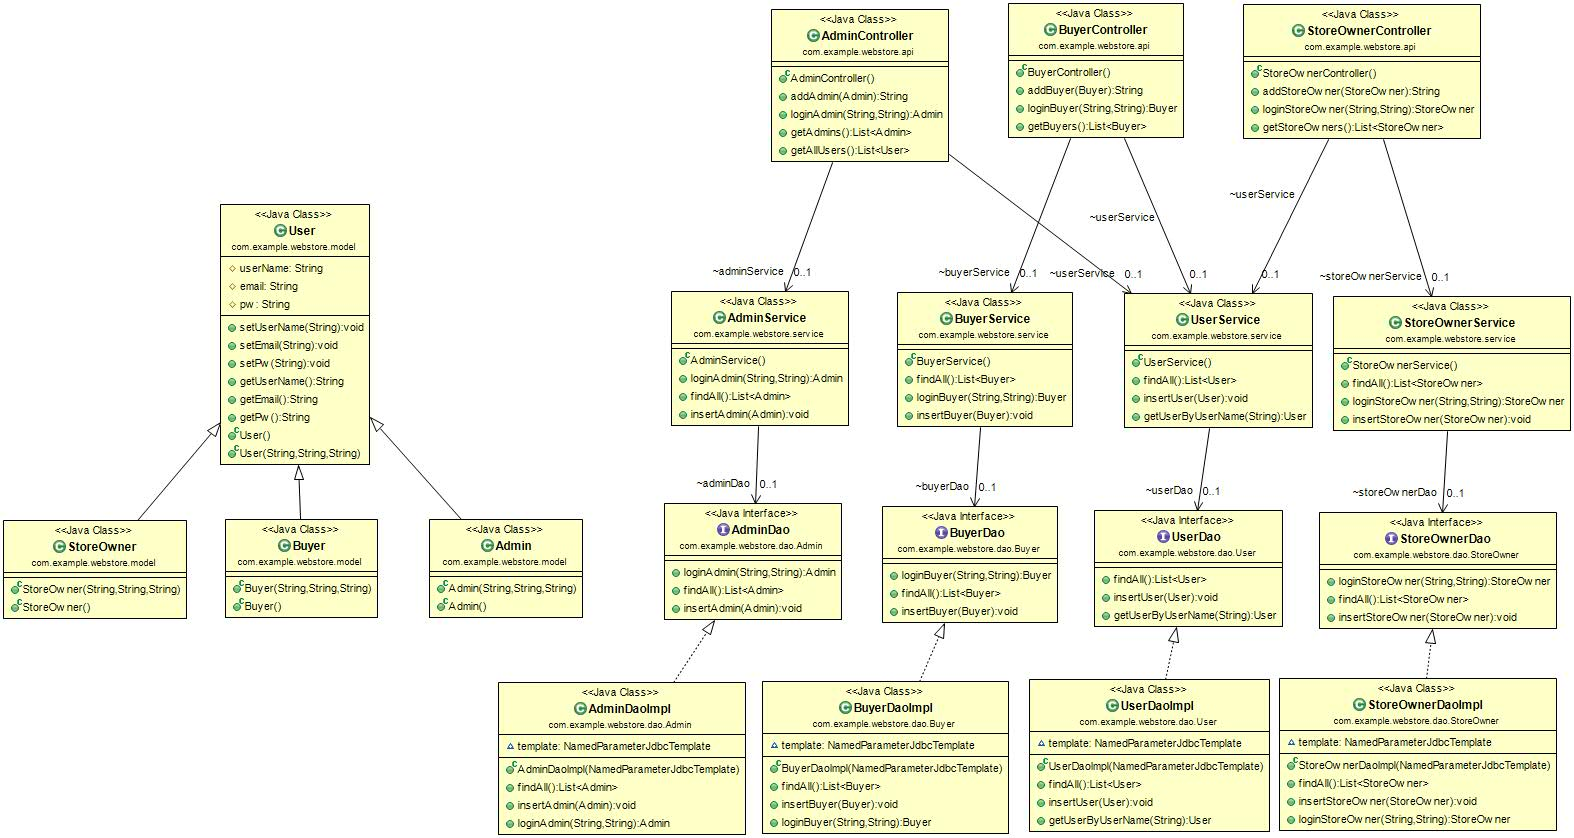 <<Java Class>>
AdminController
com.example.webstore.api
AdminController()
addAdmin(Admin):String
loginAdmin(String,String):Admin
getAdmins():List<Admin>
getAllUsers():List<User>
<<Java Class>>
BuyerController
com.example.webstore.api
BuyerController()
addBuyer(Buyer):String
loginBuyer(String,String):Buyer
getBuyers():List<Buyer>
<<Java Class>>
StoreOwnerController
com.example.webstore.api
StoreOwnerController()
addStoreOwner(StoreOwner):String
loginStoreOwner(String,String):StoreOwner
getStoreOwners():List<StoreOwner>
<<Java Class>>
User
com.example.webstore.model
userName: String
email: String
pw: String
setUserName(String):void
setEmail(String):void
setPw(String):void
getUserName():String
getEmail():String
getPw():String
User()
User(String,String,String)
~userService
~userService
~adminService 0..1
~buyerService 0..1
~userService 0..1
0..1
0..1
~storeOwnerService 0..1
<<Java Class>>
AdminService
com.example.webstore.service
AdminService()
loginAdmin(String,String):Admin
findAll():List<Admin>
insertAdmin(Admin):void
<<Java Class>>
BuyerService
com.example.webstore.service
BuyerService()
findAll():List<Buyer>
loginBuyer(String,String):Buyer
insertBuyer(Buyer):void
<<Java Class>>
UserService
com.example.webstore.service
UserService()
findAll():List<User>
insertUser(User):void
getUserByUserName(String):User
<<Java Class>>
StoreOwnerService
com.example.webstore.service
StoreOwnerService()
findAll():List<StoreOwner>
loginStoreOwner(String,String):StoreOwner
insertStoreOwner(StoreOwner):void
~adminDao 0..1
~buyerDao 0..1
~userDao 0..1
~storeOwnerDao 0..1
<<Java Class>>
StoreOwner
com.example.webstore.model
StoreOwner(String,String,String)
StoreOwner()
<<Java Class>>
Buyer
com.example.webstore.model
Buyer(String,String,String)
Buyer()
<<Java Class>>
Admin
com.example.webstore.model
Admin(String,String,String)
Admin()
<<Java Interface>>
AdminDao
com.example.webstore.dao.Admin
loginAdmin(String,String):Admin
findAll():List<Admin>
insertAdmin(Admin):void
<<Java Interface>>
BuyerDao
com.example.webstore.dao.Buyer
loginBuyer(String,String):Buyer
findAll():List<Buyer>
insertBuyer(Buyer):void
<<Java Interface>>
UserDao
com.example.webstore.dao.User
findAll():List<User>
insertUser(User):void
getUserByUserName(String):User
<<Java Interface>>
StoreOwnerDao
com.example.webstore.dao.StoreOwner
loginStoreOwner(String,String):StoreOwner
findAll():List<StoreOwner>
insertStoreOwner(StoreOwner):void
<<Java Class>>
AdminDaoImpl
com.example.webstore.dao.Admin
template: NamedParameterJdbcTemplate
AdminDaoImpl(NamedParameterJdbcTemplate)
findAll():List<Admin>
insertAdmin(Admin):void
loginAdmin(String,String):Admin
<<Java Class>>
BuyerDaoImpl
com.example.webstore.dao.Buyer
template: NamedParameterJdbcTemplate
BuyerDaoImpl(NamedParameterJdbcTemplate)
findAll():List<Buyer>
insertBuyer(Buyer):void
loginBuyer(String,String):Buyer
<<Java Class>>
UserDaoImpl
com.example.webstore.dao.User
template: NamedParameterJdbcTemplate
UserDaoImpl(NamedParameterJdbcTemplate)
findAll():List<User>
insertUser(User):void
getUserByUserName(String):User
<<Java Class>>
StoreOwnerDaoImpl
com.example.webstore.dao.StoreOwner
template: NamedParameterJdbcTemplate
StoreOwnerDaoImpl(NamedParameterJdbcTemplate)
findAll():List<StoreOwner>
insertStoreOwner(StoreOwner):void
loginStoreOwner(String,String):StoreOwner